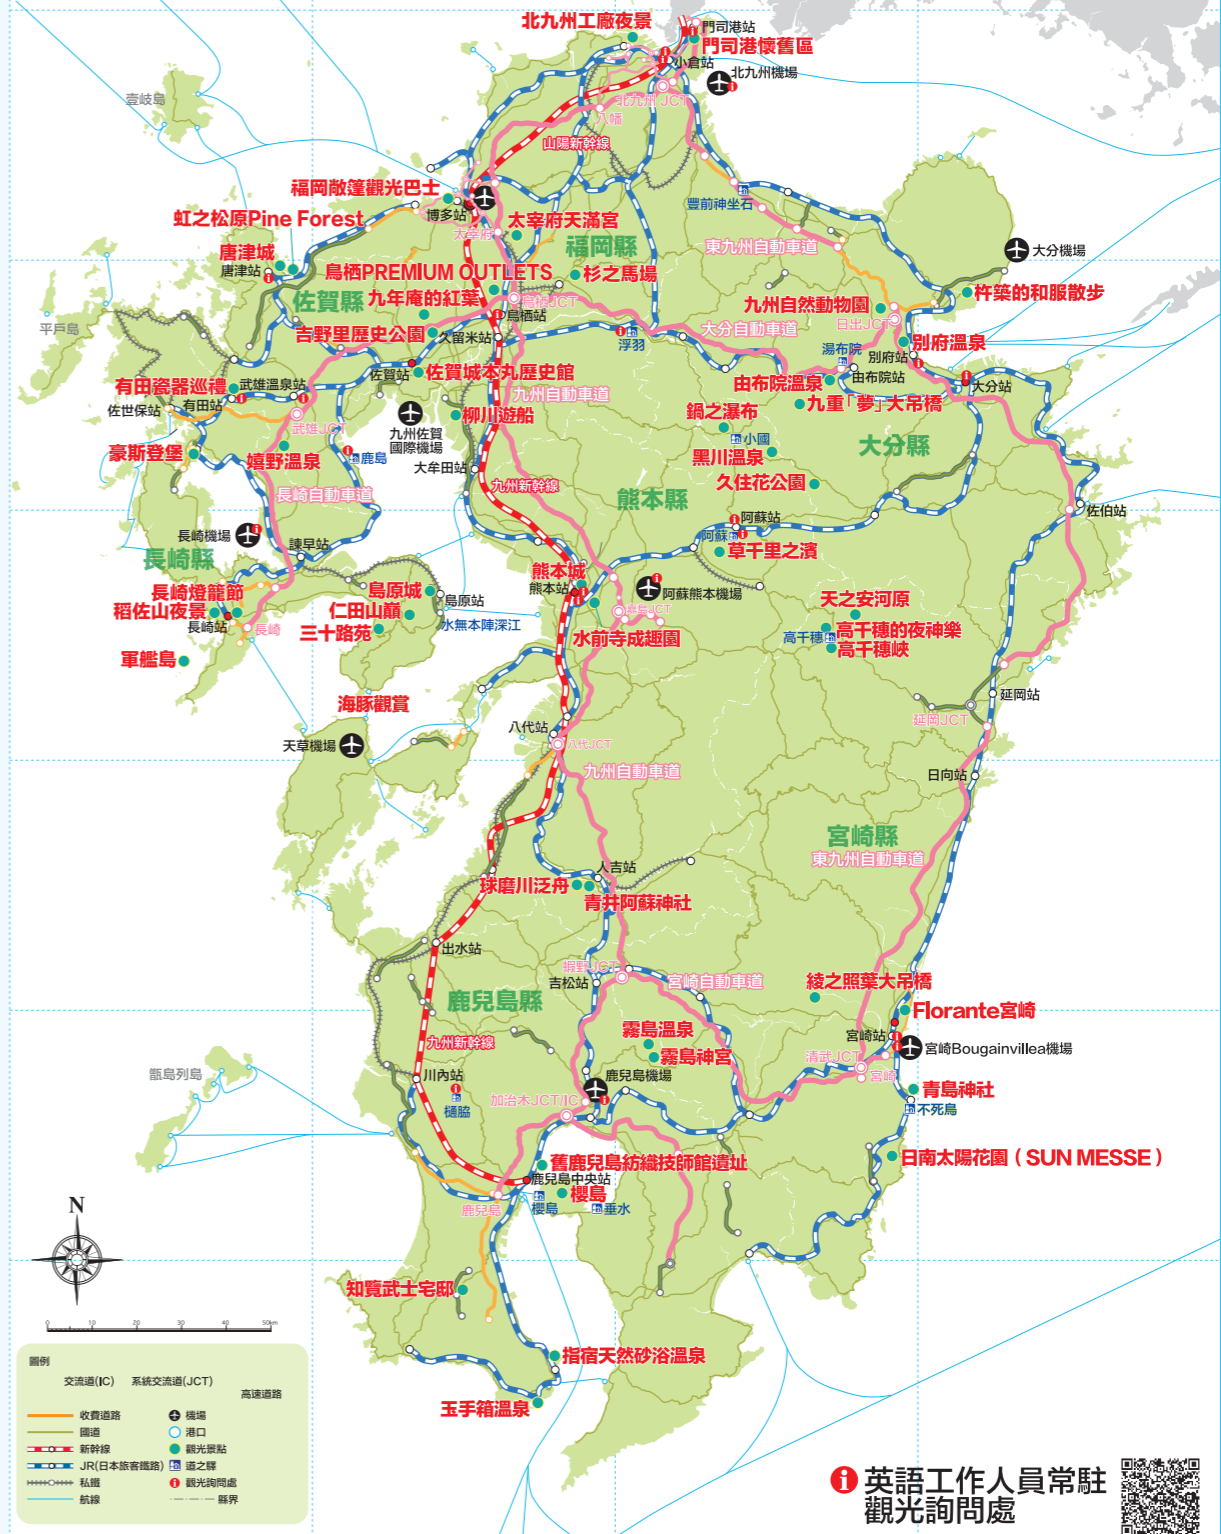 北九州工廠夜景
門司港站
門司港懷舊區
小倉站
北九州機場
北九州 JCT
八幡
壹岐島
山陽新幹線
福岡敞篷觀光巴士
博多站
豐前神坐石
虹之松原Pine Forest
太宰府
太宰府天滿宮
福岡縣
東九州自動車道
大分機場
唐津城
唐津站
鳥栖PREMIUM OUTLETS
杉之馬場
佐賀縣
九年庵的紅葉
鳥栖JCT
鳥栖站
九州自然動物園
杵築的和服散步
日出JCT
平戶島
吉野里歷史公園
久留米站
浮羽
大分自動車道
湯布院
別府溫泉
別府站
佐賀站
佐賀城本丸歷史館
由布院溫泉
由布院站
大分站
有田瓷器巡禮
武雄溫泉站
有田站
佐世保站
九州自動車道
九重「夢」大吊橋
武雄JCT
九州佐賀
國際機場
柳川遊船
鍋之瀑布
小國
大分縣
豪斯登堡
嬉野溫泉
鹿島
大牟田站
黑川溫泉
久住花公園
長崎自動車道
九州新幹線
熊本縣
佐伯站
長崎機場
諫早站
阿蘇站
阿蘇
草千里之濱
長崎縣
熊本城
熊本站
阿蘇熊本機場
長崎燈籠節
稻佐山夜景
長崎站
長崎
島原城
島原站
仁田山巔
水無本陣深江
三十路苑
嘉島JCT
水前寺成趣園
天之安河原
高千穗的夜神樂
高千穗
高千穗峽
軍艦島
海豚觀賞
延岡站
延岡JCT
天草機場
八代站
八代JCT
九州自動車道
日向站
宮崎縣
東九州自動車道
人吉站
球磨川泛舟
青井阿蘇神社
出水站
蝦野JCT
吉松站
宮崎自動車道
綾之照葉大吊橋
鹿兒島縣
Florante宮崎
霧島溫泉
霧島神宮
九州新幹線
宮崎站
宮崎Bougainvillea機場
清武JCT
宮崎
甑島列島
川內站
樋脇
鹿兒島機場
加治木JCT/IC
青島神社
不死鳥
舊鹿兒島紡織技師館遺址
日南太陽花園(SUN MESSE)
鹿兒島中央站
櫻島
櫻島
垂水
鹿兒島
N
知覽武士宅邸
0 10 20 30 40 50km
指宿天然砂浴溫泉
玉手箱溫泉
圖例
交流道(IC) 系統交流道(JCT)
高速道路
收費道路 機場
國道 港口
新幹線 觀光景點
JR(日本旅客鐵路) 道之驛
私鐵 觀光詢問處
航線 縣界
i 英語工作人員常駐
觀光詢問處